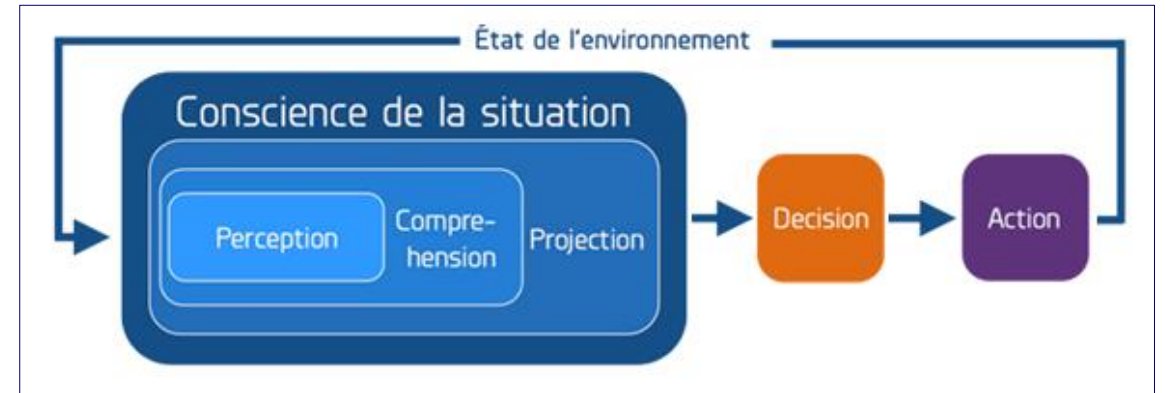 État de l'environnement
Conscience de la situation
Perception
Compre-
hension
Projection
Decision
Action